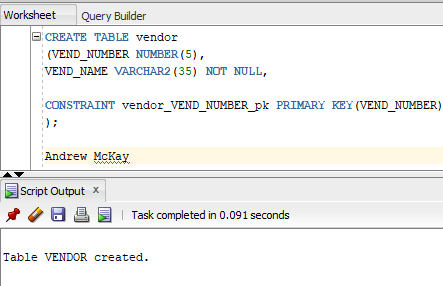 Worksheet Query Builder
CREATE TABLE vendor
(VEND_NUMBER NUMBER(5),
VEND_NAME VARCHAR2(35) NOT NULL,
CONSTRAINT vendor_VEND_NUMBER_pk PRIMARY KEY(VEND_NUMBER)
);
Andrew McKay
Script Output x
Task completed in 0.091 seconds
Table VENDOR created.